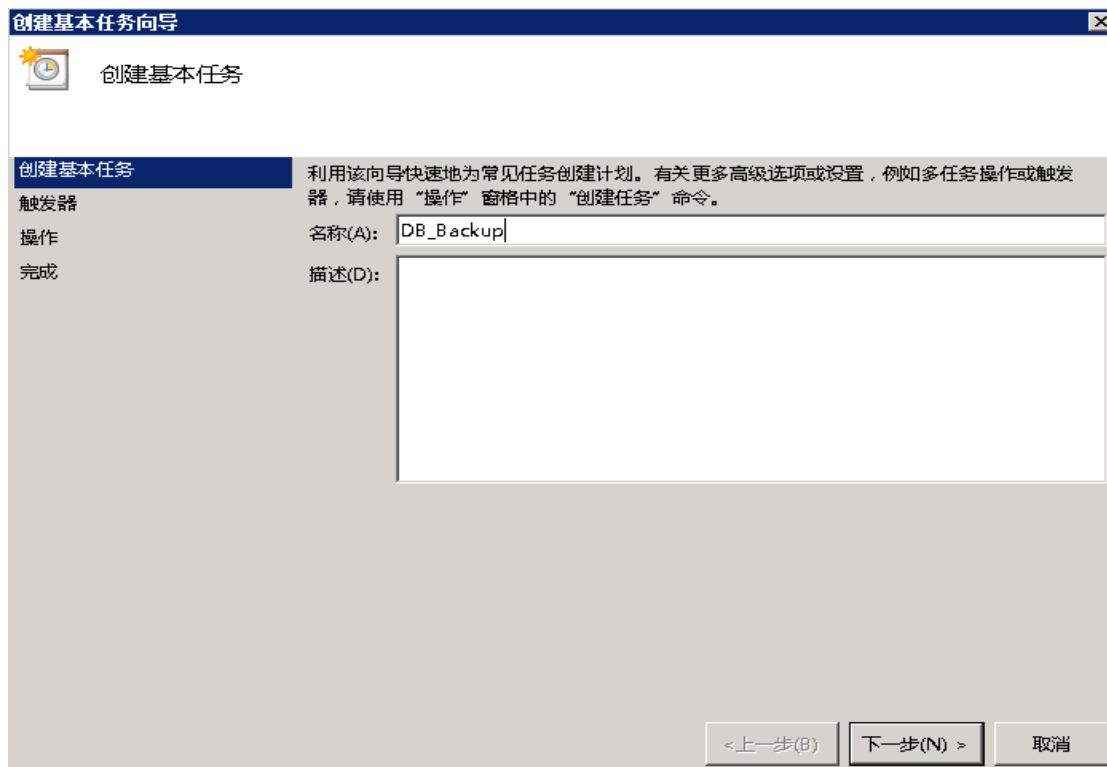 创建基本任务向导
创建基本任务
创建基本任务
触发器
操作
完成
利用该向导快速地为常见任务创建计划。有关更多高级选项或设置，例如多任务操作或触发
器，请使用“操作”窗格中的“创建任务”命令。
名称(A): DB_Backup
描述(D):
<上一步(B)
下一步(N) >
取消